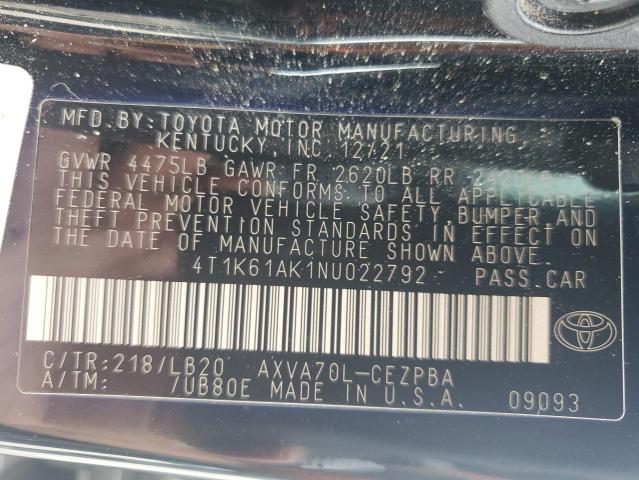 MFD. BY: TOYOTA MOTOR MANUFACTURING,
KENTUCKY, INC 12/21
GVWR 4475LB GAWR FR 2620LB RR
THIS VEHICLE CONFORMS TO ALL APPLICABLE
FEDERAL MOTOR VEHICLE SAFETY, BUMPER AND
THEFT PREVENTION STANDARDS IN EFFECT ON
THE DATE OF MANUFACTURE SHOWN ABOVE.
4T1K61AK1NU022792 PASS CAR
C/TR: 218/LB20 AXVA70L-CEZPBA
A/TM: /UB80E MADE IN U.S.A. 09093
TOYOTA